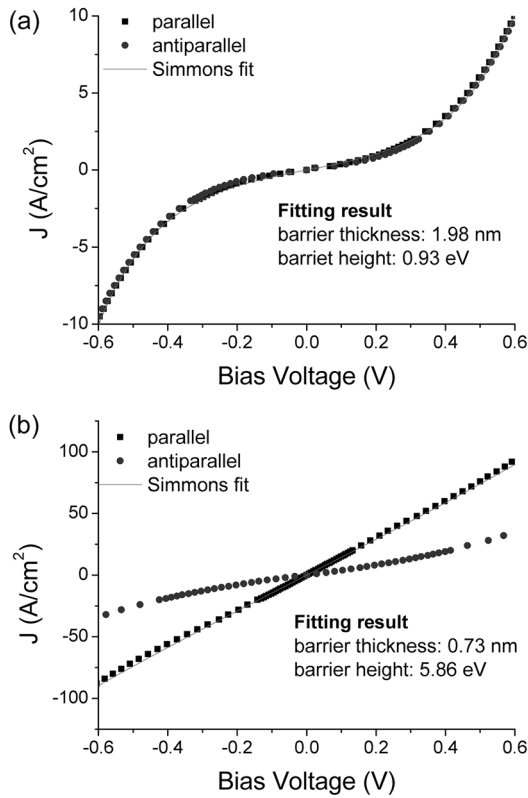 (a)
parallel
antiparallel
Simmons fit
10
5
0
-5
-10
J (A/cm²)
Fitting result
barrier thickness: 1.98 nm
barriet height: 0.93 eV
-0.6 -0.4 -0.2 0.0 0.2 0.4 0.6
Bias Voltage (V)
(b)
parallel
antiparallel
Simmons fit
100
50
0
-50
-100
J (A/cm²)
Fitting result
barrier thickness: 0.73 nm
barrier height: 5.86 eV
-0.6 -0.4 -0.2 0.0 0.2 0.4 0.6
Bias Voltage (V)